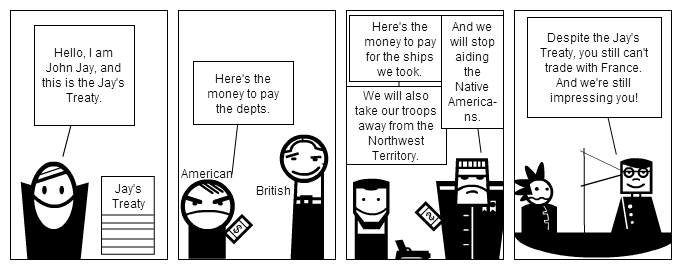 Hello, I am
John Jay, and
this is the Jay's
Treaty.
Jay's
Treaty
Here's the
money to pay
the depts.
American
British
$
Here's the
money to pay
for the ships
we took.
We will also
take our troops
away from the
Northwest
Territory.
And we
will stop
aiding
the
Native
America-
ns.
Despite the Jay's
Treaty, you still can't
trade with France.
And we're still
impressing you!